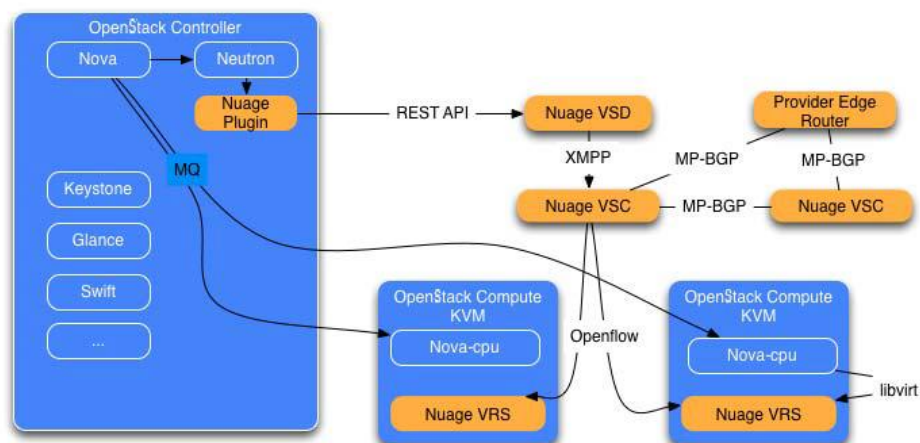 OpenStack Controller
Nova
Neutron
Nuage
Plugin
REST API
Nuage VSD
Provider Edge
Router
XMPP
MP-BGP
MP-BGP
MQ
Keystone
Nuage VSC
MP-BGP
Nuage VSC
Glance
Swift
...
OpenStack Compute
KVM
OpenStack Compute
KVM
Openflow
Nova-cpu
Nova-cpu
libvirt
Nuage VRS
Nuage VRS